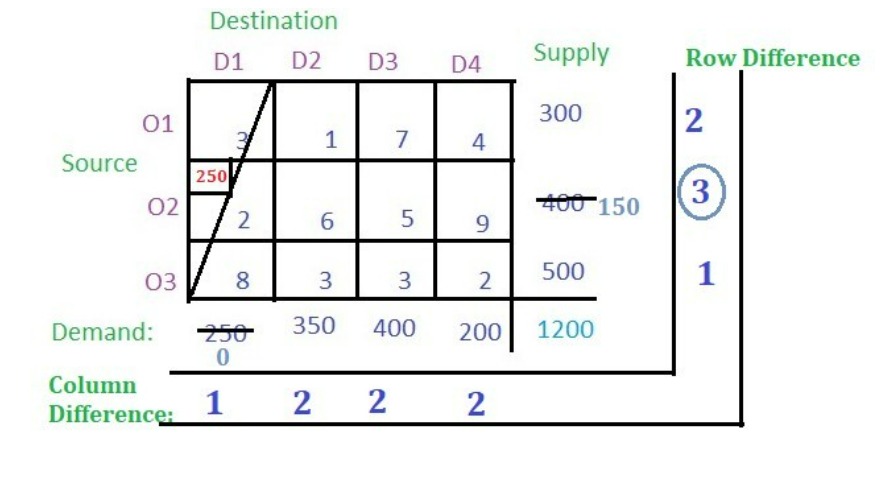 Destination
D1 D2 D3 D4 Supply Row Difference
O1 3 1 7 4 300 2
Source
250
O2 2 6 5 9 400 150 3
O3 8 3 3 2 500 1
Demand: 250 350 400 200 1200
0
Column
Difference: 1 2 2 2